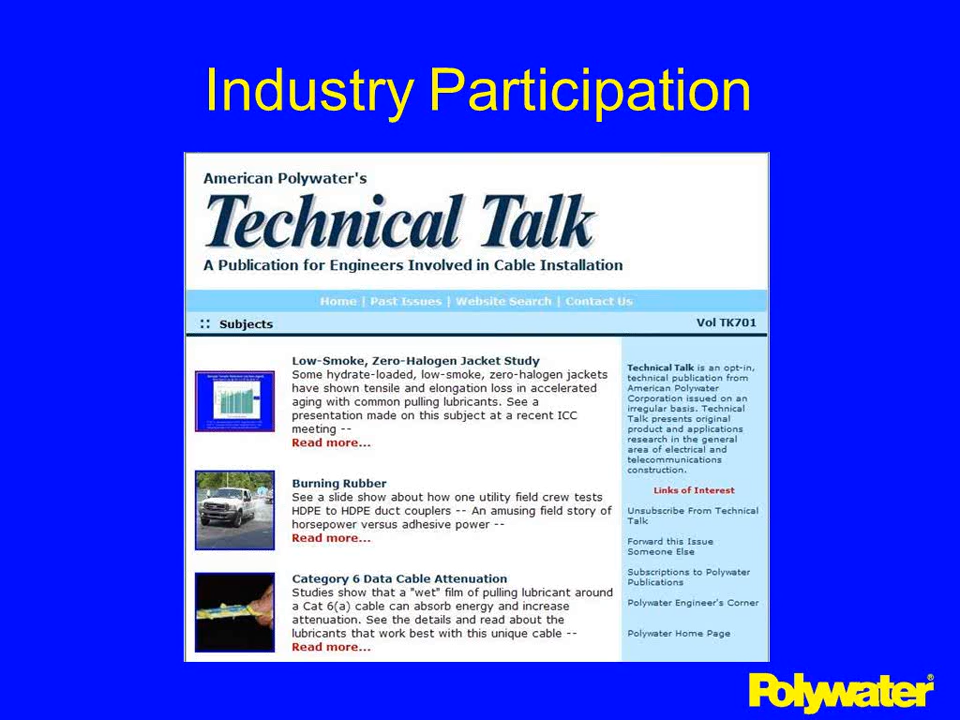 Industry Participation
American Polywater's
Technical Talk
A Publication for Engineers Involved in Cable Installation
Home | Past Issues | Website Search | Contact Us
:: Subjects
Vol TK701
Low-Smoke, Zero-Halogen Jacket Study
Some hydrate-loaded, low-smoke, zero-halogen jackets
have shown tensile and elongation loss in accelerated
aging with common pulling lubricants. See a
presentation made on this subject at a recent ICC
meeting --
Read more...
Burning Rubber
See a slide show about how one utility field crew tests
HDPE to HDPE duct couplers -- An amusing field story of
horsepower versus adhesive power --
Read more...
Category 6 Data Cable Attenuation
Studies show that a "wet" film of pulling lubricant around
a Cat 6(a) cable can absorb energy and increase
attenuation. See the details and read about the
lubricants that work best with this unique cable --
Read more...
Technical Talk is an opt-in,
technical publication from
American Polywater
Corporation issued on an
irregular basis. Technical
Talk presents original
product and applications
research in the general
area of electrical and
telecommunications
construction.
Links of Interest
Unsubscribe From Technical
Talk
Forward this Issue
Someone Else
Subscriptions to Polywater
Publications
Polywater Engineer's Corner
Polywater Home Page
Polywater®